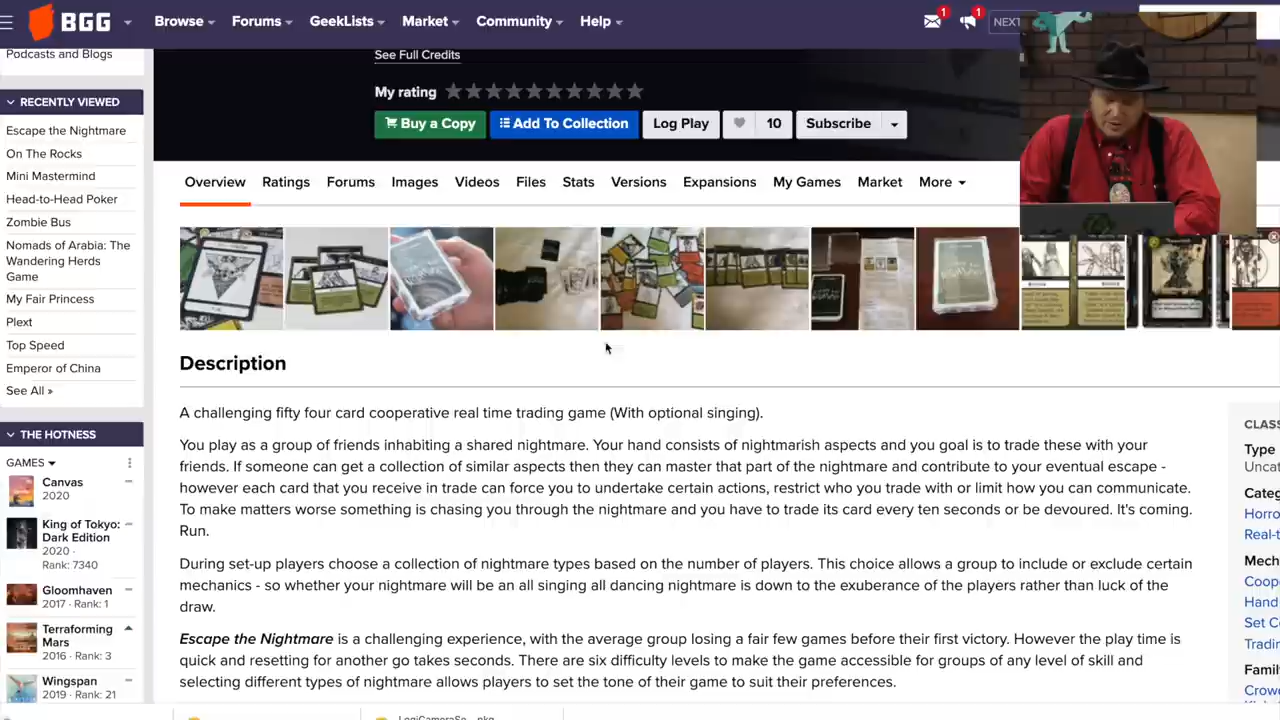 BGG
Browse
Forums
GeekLists
Market
Community
Help
1
1
NEXT
Podcasts and Blogs
RECENTLY VIEWED
Escape the Nightmare
On The Rocks
Mini Mastermind
Head-to-Head Poker
Zombie Bus
Nomads of Arabia: The
Wandering Herds
Game
My Fair Princess
Plext
Top Speed
Emperor of China
See All »
THE HOTNESS
GAMES
Canvas
2020
King of Tokyo:
Dark Edition
2020 ·
Rank: 7340
Gloomhaven
2017 · Rank: 1
Terraforming
Mars
2016 · Rank: 3
Wingspan
2019 · Rank: 21
See Full Credits
My rating
Buy a Copy
Add To Collection
Log Play
10
Subscribe
Overview
Ratings
Forums
Images
Videos
Files
Stats
Versions
Expansions
My Games
Market
More
Description
A challenging fifty four card cooperative real time trading game (With optional singing).
You play as a group of friends inhabiting a shared nightmare. Your hand consists of nightmarish aspects and you goal is to trade these with your
friends. If someone can get a collection of similar aspects then they can master that part of the nightmare and contribute to your eventual escape -
however each card that you receive in trade can force you to undertake certain actions, restrict who you trade with or limit how you can communicate.
To make matters worse something is chasing you through the nightmare and you have to trade its card every ten seconds or be devoured. It's coming.
Run.
During set-up players choose a collection of nightmare types based on the number of players. This choice allows a group to include or exclude certain
mechanics - so whether your nightmare will be an all singing all dancing nightmare is down to the exuberance of the players rather than luck of the
draw.
Escape the Nightmare is a challenging experience, with the average group losing a fair few games before their first victory. However the play time is
quick and resetting for another go takes seconds. There are six difficulty levels to make the game accessible for groups of any level of skill and
selecting different types of nightmare allows players to set the tone of their game to suit their preferences.
CLASS
Type
Uncat
Categ
Horro
Real-t
Mech
Coop
Hand
Set C
Tradin
Famil
Crow